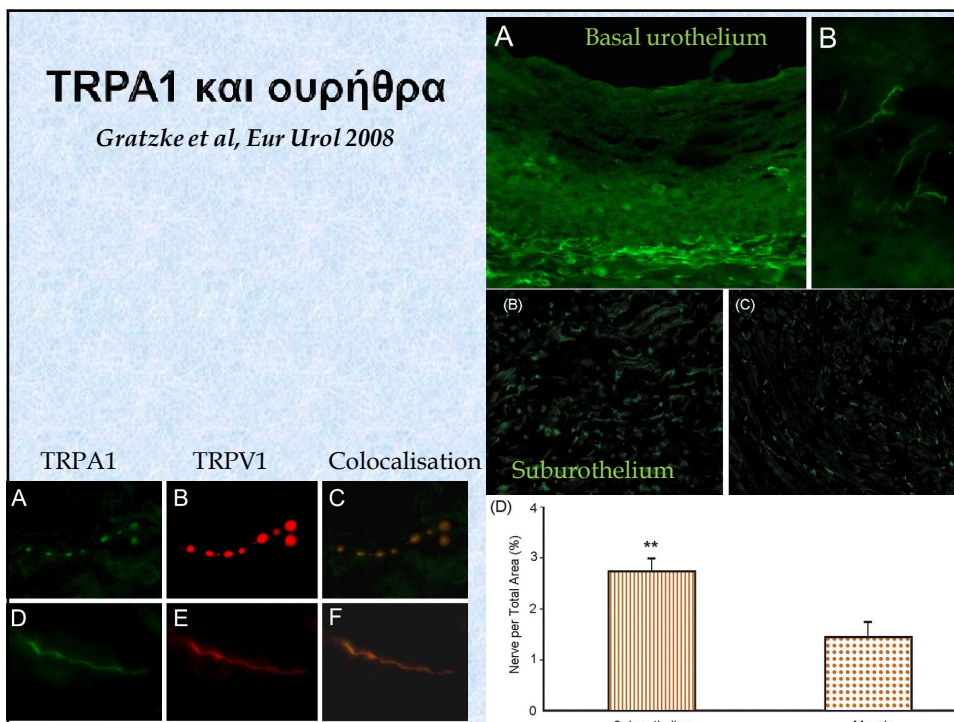 TRPA1 και ουρήθρα
Gratzke et al, Eur Urol 2008
A
Basal urothelium
B
(B)
Suburothelium
(C)
TRPA1 TRPV1 Colocalisation
A B C
D E F
(D)
Nerve per Total Area (%)
4
3
2
1
0
**